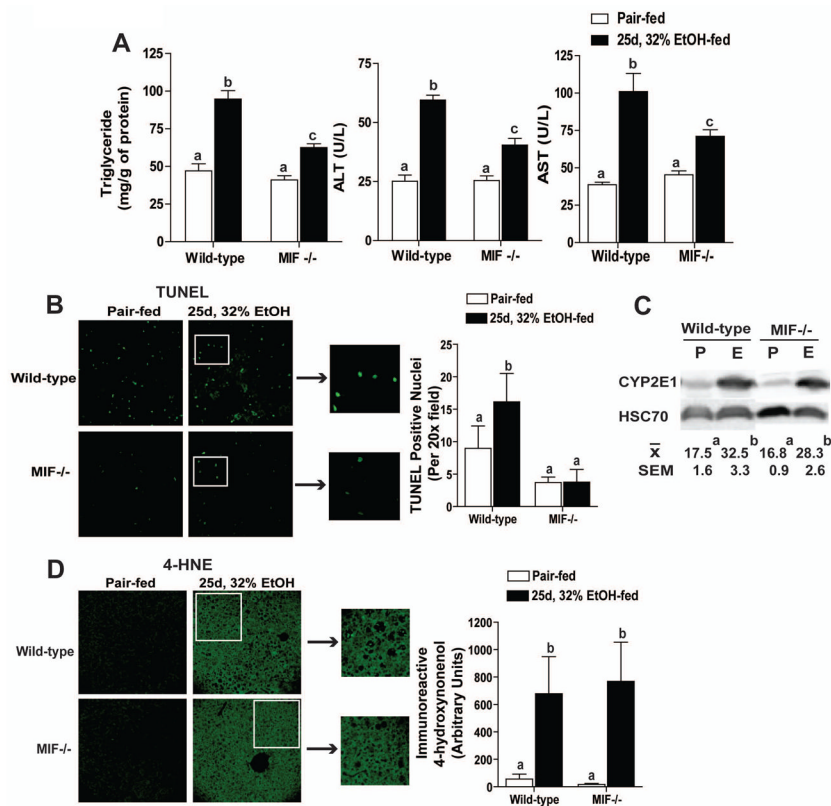 A
Pair-fed
25d, 32% EtOH-fed
Triglyceride
(mg/g of protein)
125
100
75
50
25
0
a
b
a
c
Wild-type
MIF -/-
ALT (U/L)
75
50
25
0
a
b
a
c
Wild-type
MIF -/-
AST (U/L)
125
100
75
50
25
0
a
b
a
c
Wild-type
MIF -/-
B
TUNEL
Pair-fed
25d, 32% EtOH
Wild-type
MIF-/-
Pair-fed
25d, 32% EtOH-fed
TUNEL Positive Nuclei
(Per 20x field)
25
20
15
10
5
0
a
b
a
a
Wild-type
MIF-/-
C
Wild-type MIF-/-
P E P E
CYP2E1
HSC70
a b a b
x 17.5 32.5 16.8 28.3
SEM 1.6 3.3 0.9 2.6
D
4-HNE
Pair-fed
25d, 32% EtOH
Wild-type
MIF-/-
Pair-fed
25d, 32% EtOH-fed
Immunoreactive
4-hydroxynonenol
(Arbitrary Units)
1000
800
600
400
200
0
a
b
a
b
Wild-type
MIF-/-